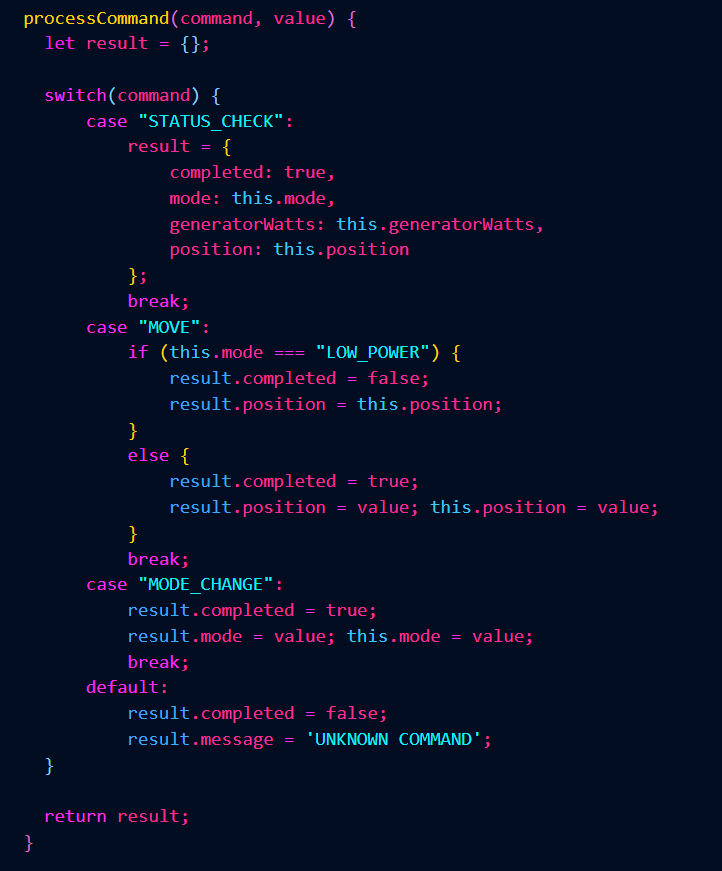 processCommand(command, value) {
  let result = {};

  switch(command) {
      case "STATUS_CHECK":
          result = {
              completed: true,
              mode: this.mode,
              generatorWatts: this.generatorWatts,
              position: this.position
          };
          break;
      case "MOVE":
          if (this.mode === "LOW_POWER") {
              result.completed = false;
              result.position = this.position;
          }
          else {
              result.completed = true;
              result.position = value; this.position = value;
          }
          break;
      case "MODE_CHANGE":
          result.completed = true;
          result.mode = value; this.mode = value;
          break;
      default:
          result.completed = false;
          result.message = 'UNKNOWN COMMAND';
  }

  return result;
}